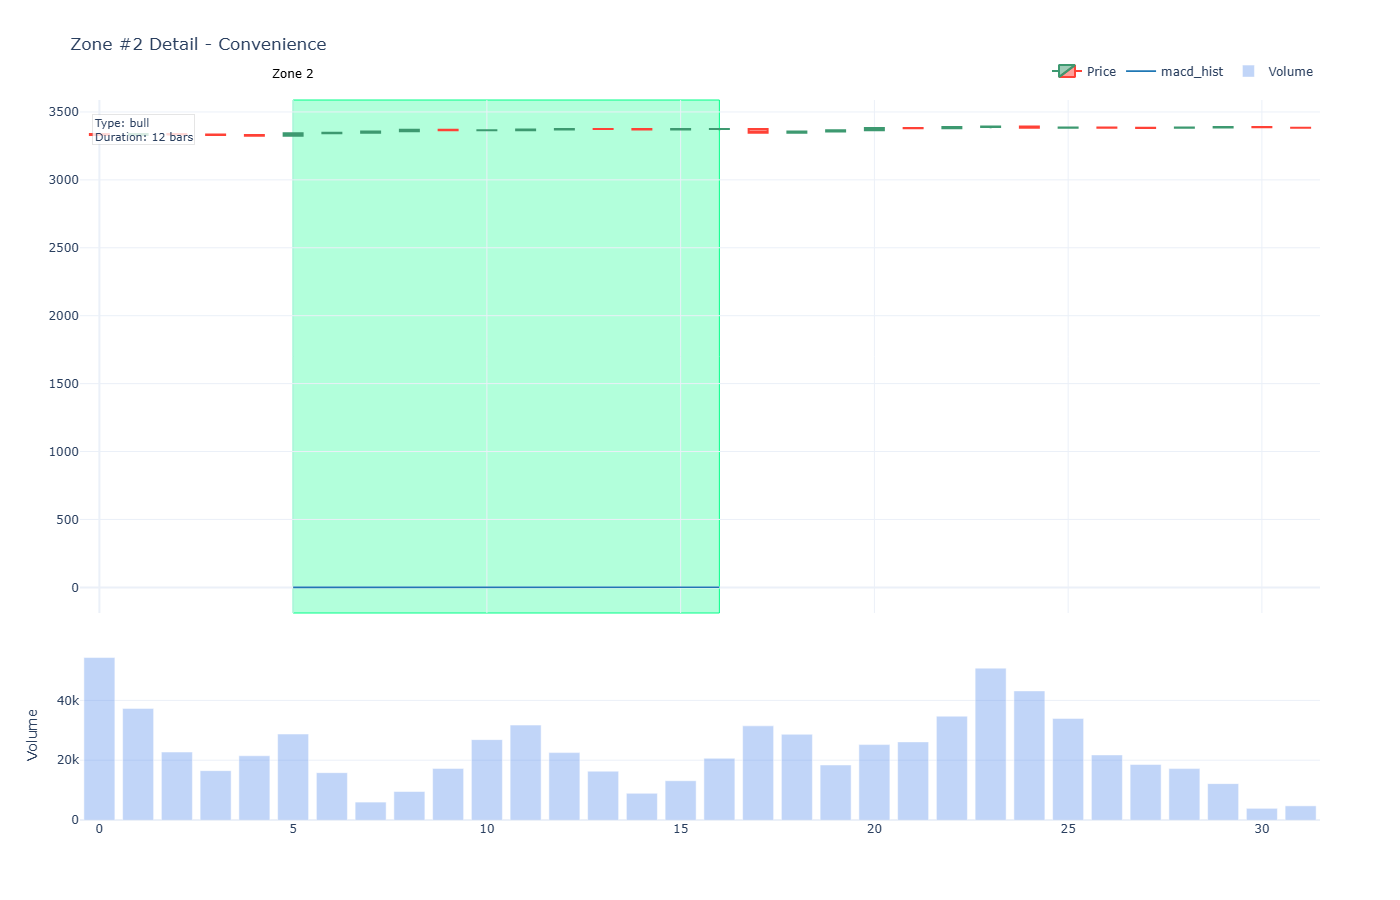 Zone #2 Detail - Convenience
Zone 2
Price
macd_hist
Volume
Type: bull
Duration: 12 bars
3500
3000
2500
2000
1500
1000
500
0
Volume
40k
20k
0
0 5 10 15 20 25 30